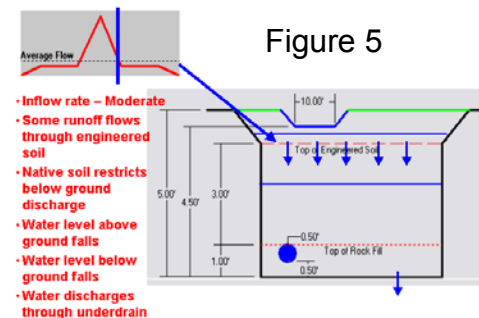 Figure 5
Average Flow
• Inflow rate – Moderate
• Some runoff flows
through engineered
soil
• Native soil restricts
below ground
discharge
• Water level above
ground falls
• Water level below
ground falls
• Water discharges
through underdrain
10.00'
Top of Engineered Soil
5.00'
4.50'
3.00'
0.50'
Top of Rock Fill
1.00'
0.50'